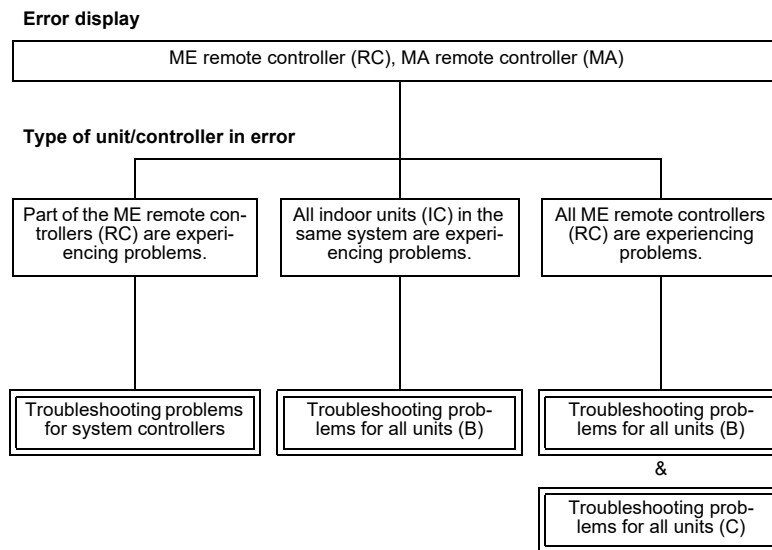 Error display
ME remote controller (RC), MA remote controller (MA)
Type of unit/controller in error
Part of the ME remote con-
trollers (RC) are experi-
encing problems.
All indoor units (IC) in the
same system are experi-
encing problems.
All ME remote controllers
(RC) are experiencing
problems.
Troubleshooting problems
for system controllers
Troubleshooting prob-
lems for all units (B)
Troubleshooting prob-
lems for all units (B)
&
Troubleshooting prob-
lems for all units (C)